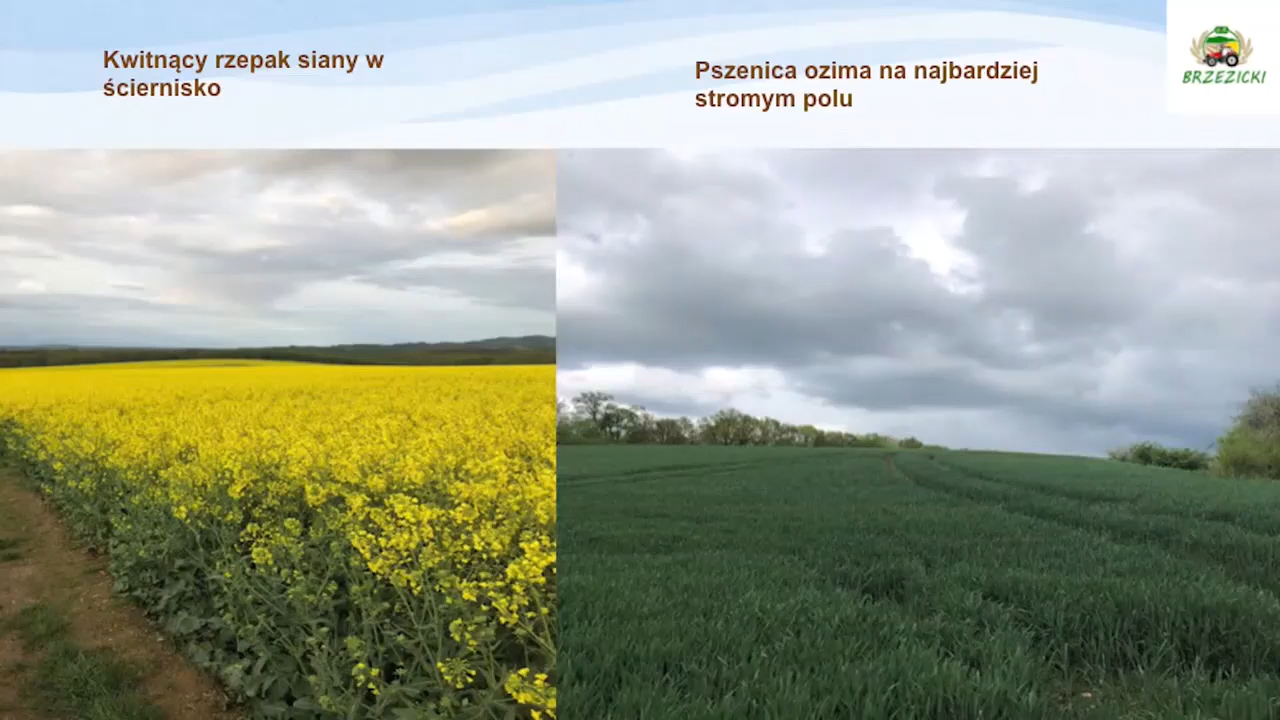 Kwitnący rzepak siany w
ściernisko
Pszenica ozima na najbardziej
stromym polu
BRZEZICKI